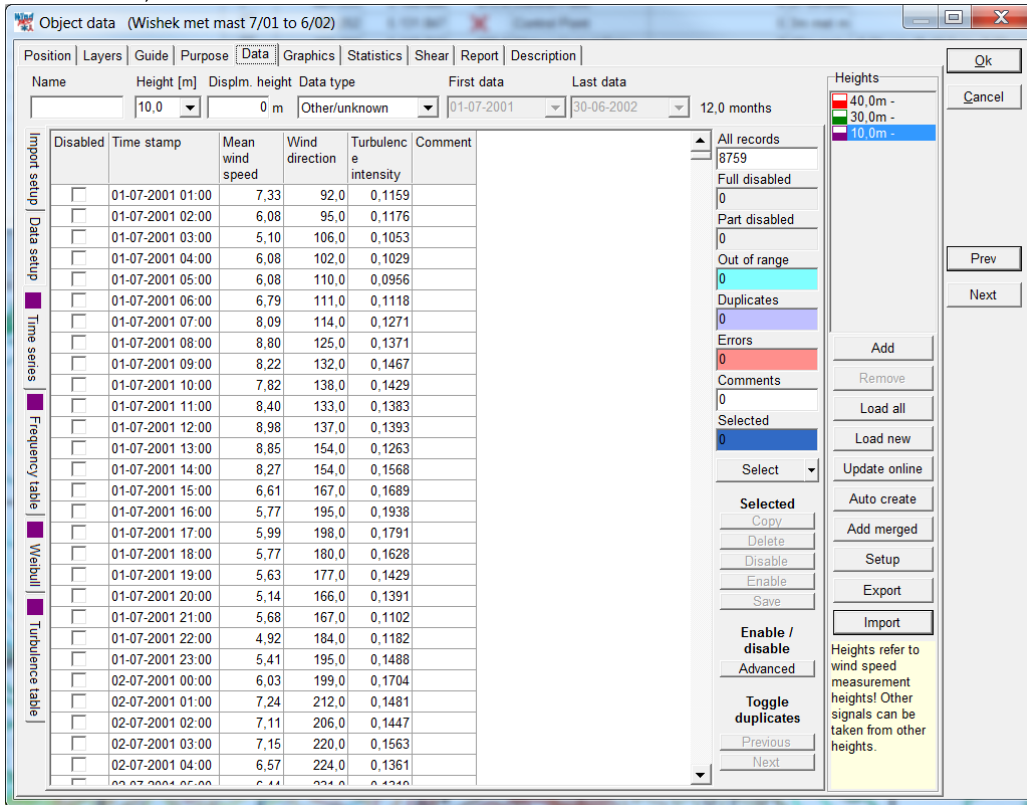 Object data (Wishek met mast 7/01 to 6/02)
Position Layers Guide Purpose Data Graphics Statistics Shear Report Description
Ok
Cancel
Prev
Next
Name Height [m] Displm. height Data type First data Last data
10,0 0 m Other/unknown 01-07-2001 30-06-2002 12,0 months
Heights
40,0m -
30,0m -
10,0m -
Import setup
Data setup
Time series
Frequency table
Weibull
Turbulence table
Disabled Time stamp Mean Wind Turbulenc Comment
wind direction e
speed intensity
01-07-2001 01:00 7,33 92,0 0,1159
01-07-2001 02:00 6,08 95,0 0,1176
01-07-2001 03:00 5,10 106,0 0,1053
01-07-2001 04:00 6,08 102,0 0,1029
01-07-2001 05:00 6,08 110,0 0,0956
01-07-2001 06:00 6,79 111,0 0,1118
01-07-2001 07:00 8,09 114,0 0,1271
01-07-2001 08:00 8,80 125,0 0,1371
01-07-2001 09:00 8,22 132,0 0,1467
01-07-2001 10:00 7,82 138,0 0,1429
01-07-2001 11:00 8,40 133,0 0,1383
01-07-2001 12:00 8,98 137,0 0,1393
01-07-2001 13:00 8,85 154,0 0,1263
01-07-2001 14:00 8,27 154,0 0,1568
01-07-2001 15:00 6,61 167,0 0,1689
01-07-2001 16:00 5,77 195,0 0,1938
01-07-2001 17:00 5,99 198,0 0,1791
01-07-2001 18:00 5,77 180,0 0,1628
01-07-2001 19:00 5,63 177,0 0,1429
01-07-2001 20:00 5,14 166,0 0,1391
01-07-2001 21:00 5,68 167,0 0,1102
01-07-2001 22:00 4,92 184,0 0,1182
01-07-2001 23:00 5,41 195,0 0,1488
02-07-2001 00:00 6,03 199,0 0,1704
02-07-2001 01:00 7,24 212,0 0,1481
02-07-2001 02:00 7,11 206,0 0,1447
02-07-2001 03:00 7,15 220,0 0,1563
02-07-2001 04:00 6,57 224,0 0,1361
All records
8759
Full disabled
0
Part disabled
0
Out of range
0
Duplicates
0
Errors
0
Comments
0
Selected
0
Select
Selected
Copy
Delete
Disable
Enable
Save
Enable /
disable
Advanced
Toggle
duplicates
Previous
Next
Add
Remove
Load all
Load new
Update online
Auto create
Add merged
Setup
Export
Import
Heights refer to
wind speed
measurement
heights! Other
signals can be
taken from other
heights.